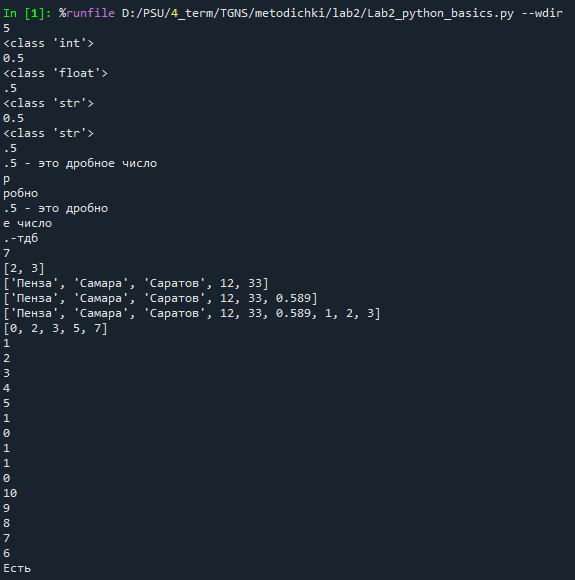 In [1]: %runfile D:/PSU/4_term/TGNS/metodichki/lab2/Lab2_python_basics.py --wdir
5
<class 'int'>
0.5
<class 'float'>
.5
<class 'str'>
0.5
<class 'str'>
.5
.5 - это дробное число
р
робно
.5 - это дробно
е число
.-тдб
7
[2, 3]
['Пенза', 'Самара', 'Саратов', 12, 33]
['Пенза', 'Самара', 'Саратов', 12, 33, 0.589]
['Пенза', 'Самара', 'Саратов', 12, 33, 0.589, 1, 2, 3]
[0, 2, 3, 5, 7]
1
2
3
4
5
1
0
1
1
0
10
9
8
7
6
Есть